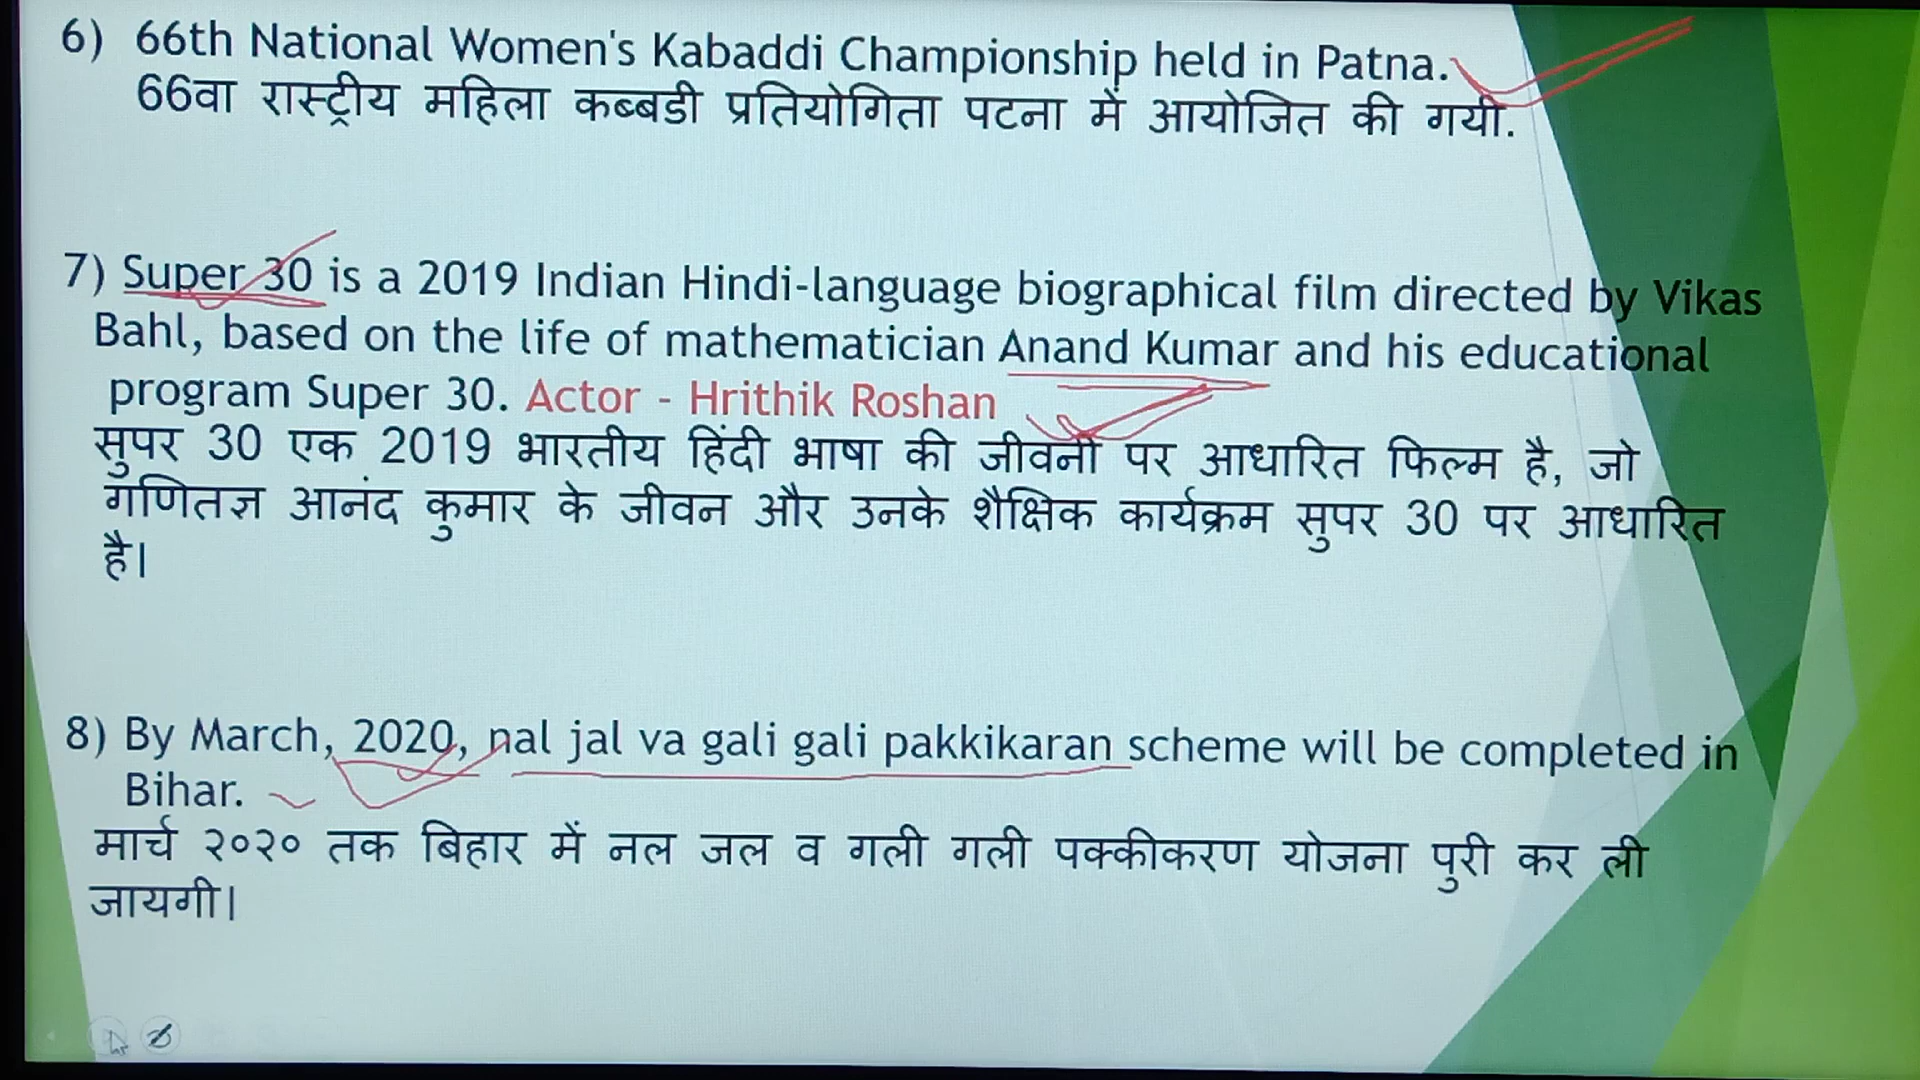 6) 66th National Women's Kabaddi Championship held in Patna.
66वा रास्ट्रीय महिला कब्बडी प्रतियोगिता पटना में आयोजित की गयी.
7) Super 30 is a 2019 Indian Hindi-language biographical film directed by Vikas
Bahl, based on the life of mathematician Anand Kumar and his educational
program Super 30. Actor - Hrithik Roshan
सुपर 30 एक 2019 भारतीय हिंदी भाषा की जीवनी पर आधारित फिल्म है, जो
गणितज्ञ आनंद कुमार के जीवन और उनके शैक्षिक कार्यक्रम सुपर 30 पर आधारित
है।
8) By March, 2020, nal jal va gali gali pakkikaran scheme will be completed in
Bihar.
मार्च २०२० तक बिहार में नल जल व गली गली पक्कीकरण योजना पुरी कर ली
जायगी।